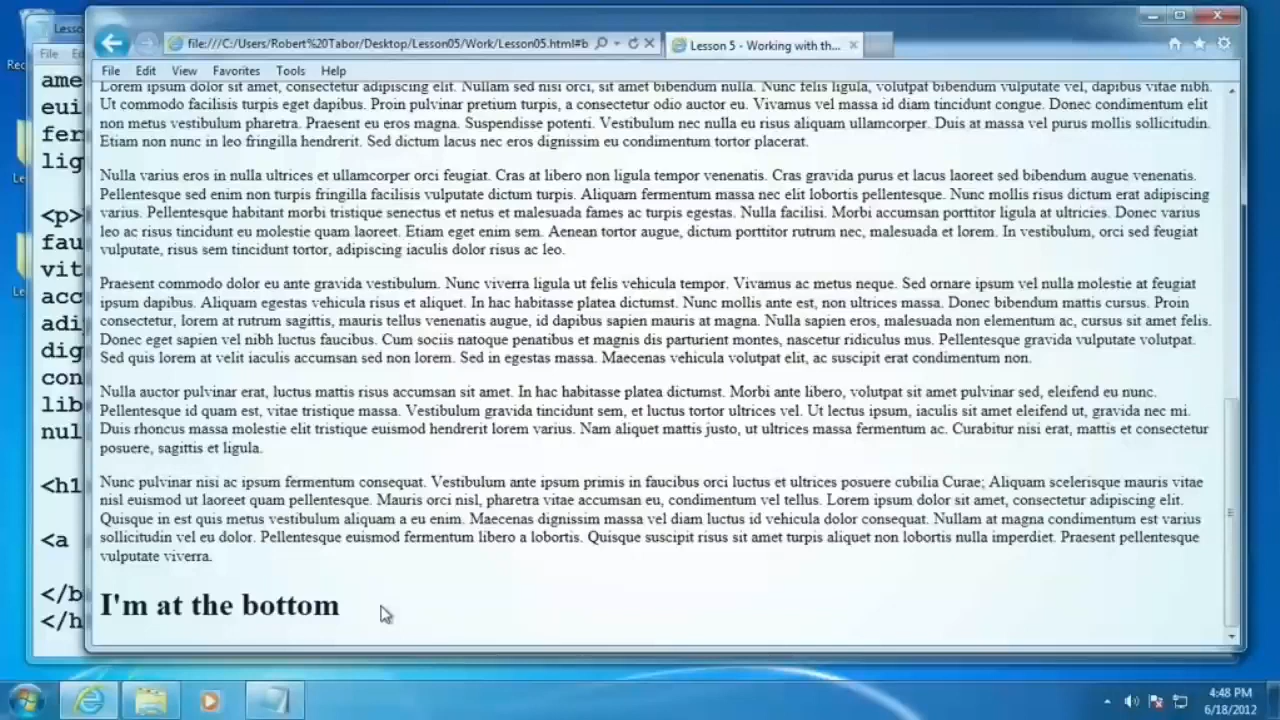 Lesso
File Ed
Rec
Le
Le
ame
eui
fer
lig
<p>
fau
vit
acc
adi
dig
con
lib
nul
<h1
<a
</b
</h
file:///C:/Users/Robert%20Tabor/Desktop/Lesson05/Work/Lesson05.html#b
Lesson 5 - Working with th...
File Edit View Favorites Tools Help
Lorem ipsum dolor sit amet, consectetur adipiscing elit. Nullam sed nisi orci, sit amet bibendum nulla. Nunc felis ligula, volutpat bibendum vulputate vel, dapibus vitae nibh.
Ut commodo facilisis turpis eget dapibus. Proin pulvinar pretium turpis, a consectetur odio auctor eu. Vivamus vel massa id diam tincidunt congue. Donec condimentum elit
non metus vestibulum pharetra. Praesent eu eros magna. Suspendisse potenti. Vestibulum nec nulla eu risus aliquam ullamcorper. Duis at massa vel purus mollis sollicitudin.
Etiam non nunc in leo fringilla hendrerit. Sed dictum lacus nec eros dignissim eu condimentum tortor placerat.
Nulla varius eros in nulla ultrices et ullamcorper orci feugiat. Cras at libero non ligula tempor venenatis. Cras gravida purus et lacus laoreet sed bibendum augue venenatis.
Pellentesque sed enim non turpis fringilla facilisis vulputate dictum turpis. Aliquam fermentum massa nec elit lobortis pellentesque. Nunc mollis risus dictum erat adipiscing
varius. Pellentesque habitant morbi tristique senectus et netus et malesuada fames ac turpis egestas. Nulla facilisi. Morbi accumsan porttitor ligula at ultricies. Donec varius
leo ac risus tincidunt eu molestie quam laoreet. Etiam eget enim sem. Aenean tortor augue, dictum porttitor rutrum nec, malesuada et lorem. In vestibulum, orci sed feugiat
vulputate, risus sem tincidunt tortor, adipiscing iaculis dolor risus ac leo.
Praesent commodo dolor eu ante gravida vestibulum. Nunc viverra ligula ut felis vehicula tempor. Vivamus ac metus neque. Sed ornare ipsum vel nulla molestie at feugiat
ipsum dapibus. Aliquam egestas vehicula risus et aliquet. In hac habitasse platea dictumst. Nunc mollis ante est, non ultrices massa. Donec bibendum mattis cursus. Proin
consectetur, lorem at rutrum sagittis, mauris tellus venenatis augue, id dapibus sapien mauris at magna. Nulla sapien eros, malesuada non elementum ac, cursus sit amet felis.
Donec eget sapien vel nibh luctus faucibus. Cum sociis natoque penatibus et magnis dis parturient montes, nascetur ridiculus mus. Pellentesque gravida vulputate volutpat.
Sed quis lorem at velit iaculis accumsan sed non lorem. Sed in egestas massa. Maecenas vehicula volutpat elit, ac suscipit erat condimentum non.
Nulla auctor pulvinar erat, luctus mattis risus accumsan sit amet. In hac habitasse platea dictumst. Morbi ante libero, volutpat sit amet pulvinar sed, eleifend eu nunc.
Pellentesque id quam est, vitae tristique massa. Vestibulum gravida tincidunt sem, et luctus tortor ultrices vel. Ut lectus ipsum, iaculis sit amet eleifend ut, gravida nec mi.
Duis rhoncus massa molestie elit tristique euismod hendrerit lorem varius. Nam aliquet mattis justo, ut ultrices massa fermentum ac. Curabitur nisi erat, mattis et consectetur
posuere, sagittis et ligula.
Nunc pulvinar nisi ac ipsum fermentum consequat. Vestibulum ante ipsum primis in faucibus orci luctus et ultrices posuere cubilia Curae; Aliquam scelerisque mauris vitae
nisl euismod ut laoreet quam pellentesque. Mauris orci nisl, pharetra vitae accumsan eu, condimentum vel tellus. Lorem ipsum dolor sit amet, consectetur adipiscing elit.
Quisque in est quis metus vestibulum aliquam a eu enim. Maecenas dignissim massa vel diam luctus id vehicula dolor consequat. Nullam at magna condimentum est varius
sollicitudin vel eu dolor. Pellentesque euismod fermentum libero a lobortis. Quisque suscipit risus sit amet turpis aliquet non lobortis nulla imperdiet. Praesent pellentesque
vulputate viverra.
I'm at the bottom
4:48 PM
6/18/2012